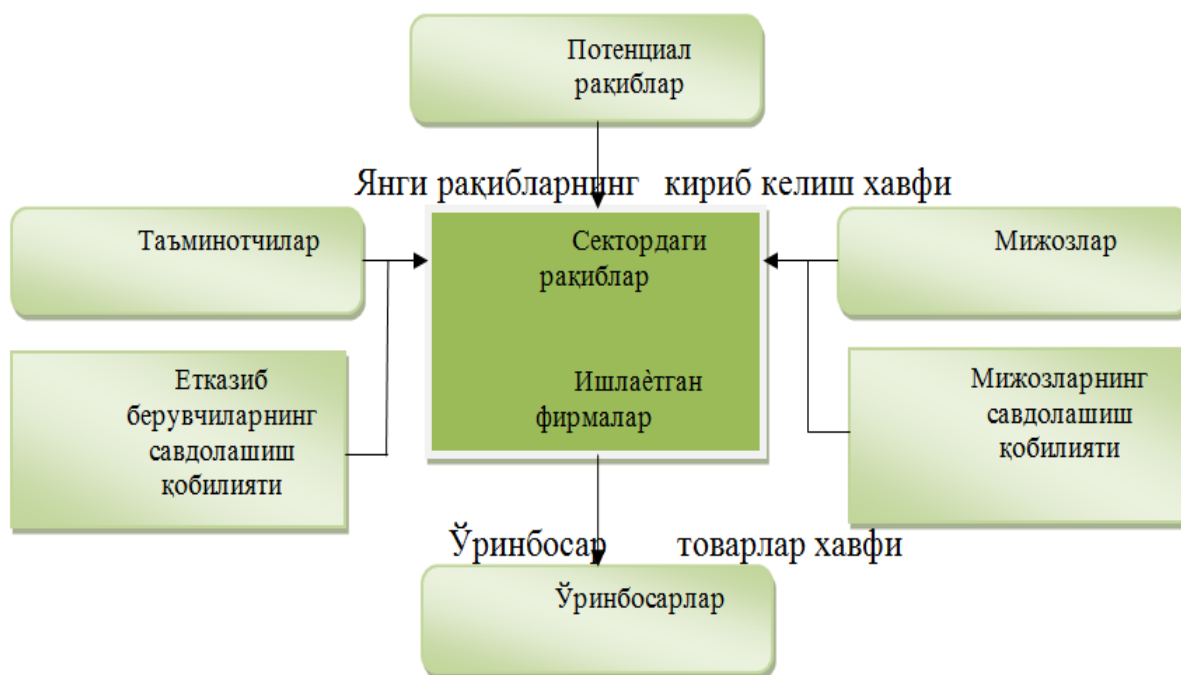 Потенциал
рақиблар
Янги рақибларнинг кириб келиш хавфи
Таъминотчилар
Сектордаги
рақиблар
Мижозлар
Етказиб
берувчиларнинг
савдолашиш
қобилияти
Ишлаѐтган
фирмалар
Мижозларнинг
савдолашиш
қобилияти
Ўринбосар товарлар хавфи
Ўринбосарлар